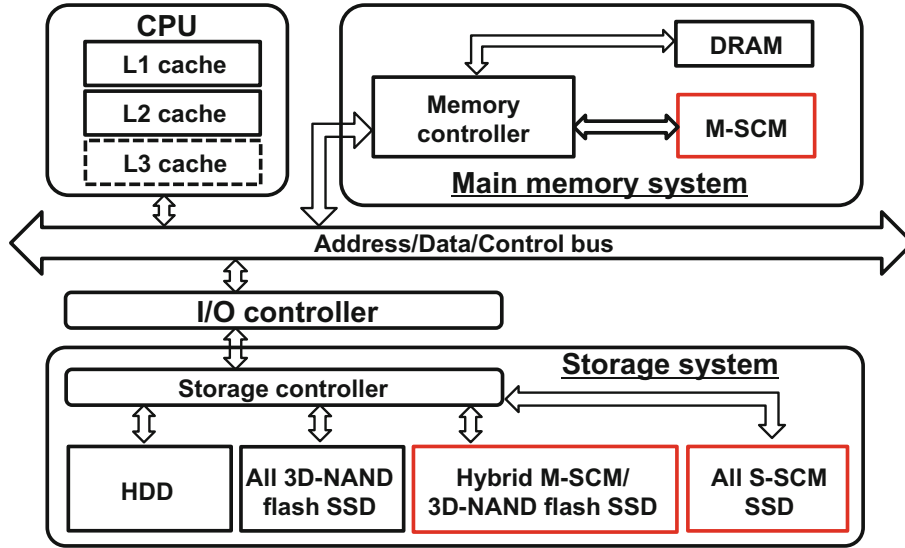 CPU
L1 cache
L2 cache
L3 cache
DRAM
Memory
controller
M-SCM
Main memory system
Address/Data/Control bus
I/O controller
Storage system
Storage controller
HDD
All 3D-NAND
flash SSD
Hybrid M-SCM/
3D-NAND flash SSD
All S-SCM
SSD